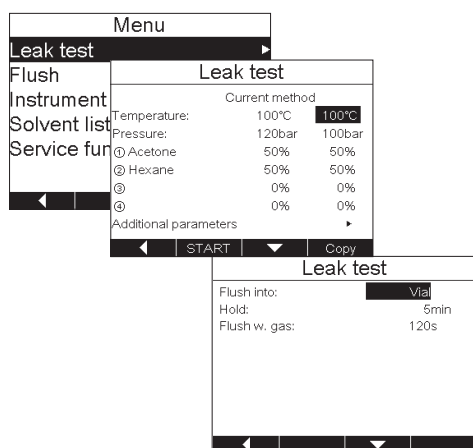 Menu
Leak test ►
Flush
Instrument
Solvent list
Service fun
◄
Leak test
Current method
Temperature: 100°C 100°C
Pressure: 120bar 100bar
① Acetone 50% 50%
② Hexane 50% 50%
③ 0% 0%
④ 0% 0%
Additional parameters ►
◄ START ▼ Copy
Leak test
Flush into: Vial
Hold: 5min
Flush w. gas: 120s
◄ ▼